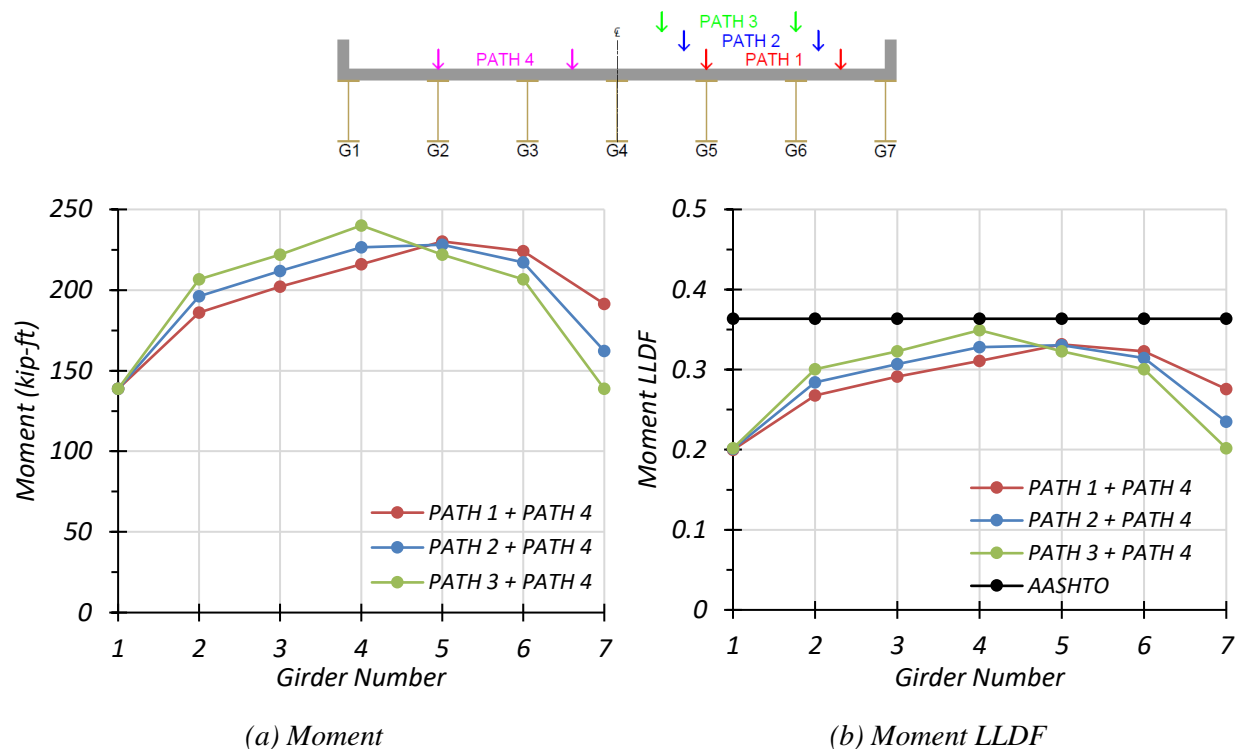 PATH 3
℄
PATH 2
PATH 4
PATH 1
G1 G2 G3 G4 G5 G6 G7
250
200
150
100
50
0
Moment (kip-ft)
PATH 1 + PATH 4
PATH 2 + PATH 4
PATH 3 + PATH 4
1 2 3 4 5 6 7
Girder Number
(a) Moment
0.5
0.4
0.3
0.2
0.1
0
Moment LLDF
PATH 1 + PATH 4
PATH 2 + PATH 4
PATH 3 + PATH 4
AASHTO
1 2 3 4 5 6 7
Girder Number
(b) Moment LLDF